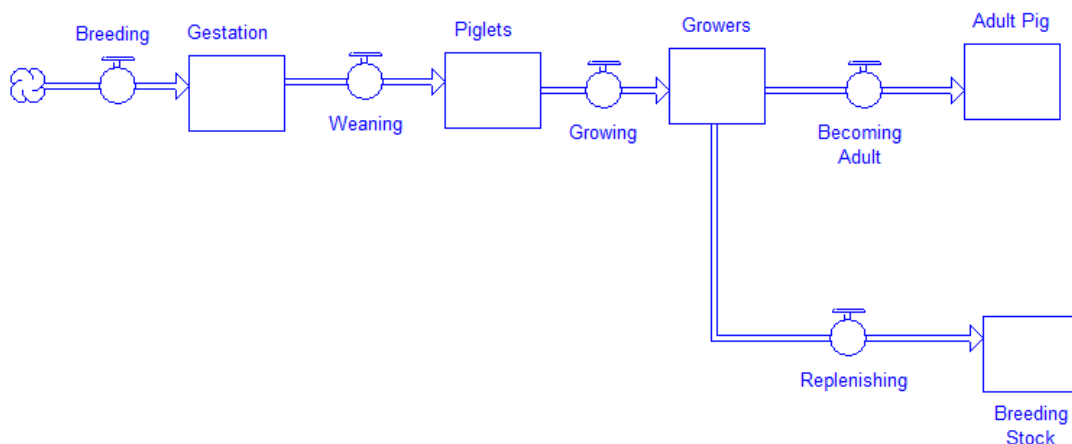 Breeding
Gestation
Weaning
Piglets
Growing
Growers
Becoming
Adult
Adult Pig
Replenishing
Breeding
Stock